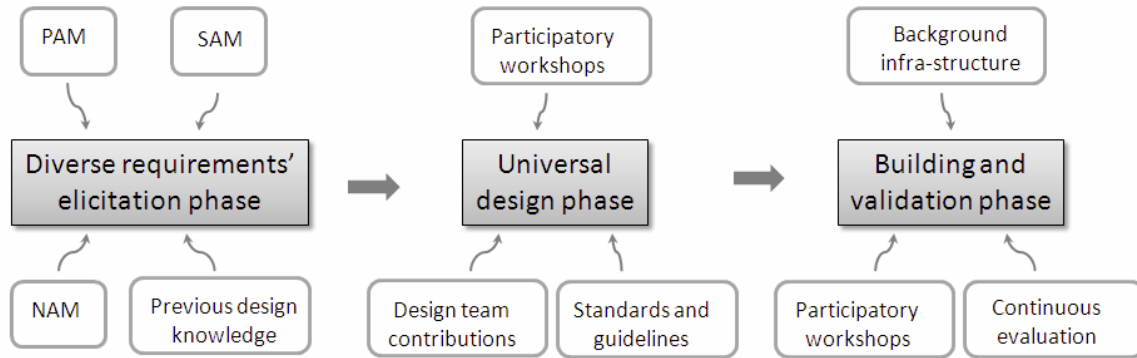 PAM
SAM
Participatory
workshops
Background
infra-structure
Diverse requirements’
elicitation phase
Universal
design phase
Building and
validation phase
NAM
Previous design
knowledge
Design team
contributions
Standards and
guidelines
Participatory
workshops
Continuous
evaluation